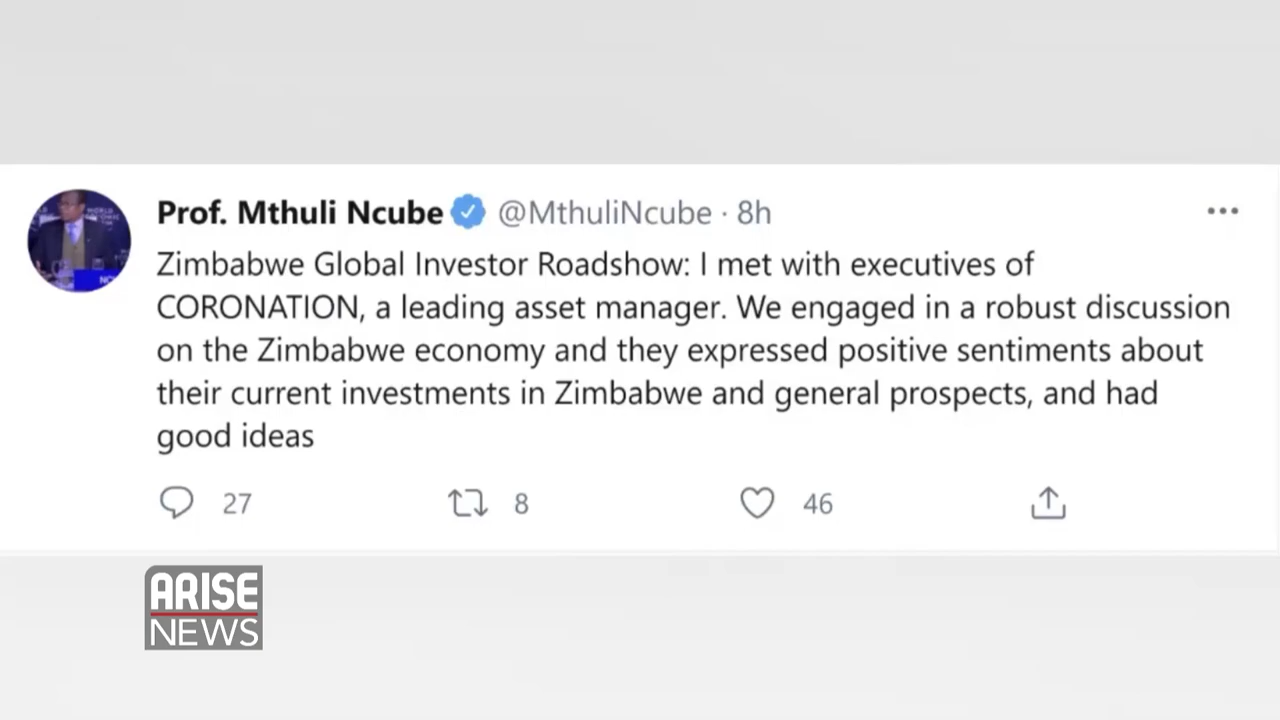 Prof. Mthuli Ncube @MthuliNcube · 8h
Zimbabwe Global Investor Roadshow: I met with executives of
CORONATION, a leading asset manager. We engaged in a robust discussion
on the Zimbabwe economy and they expressed positive sentiments about
their current investments in Zimbabwe and general prospects, and had
good ideas
27 8 46
ARISE
NEWS